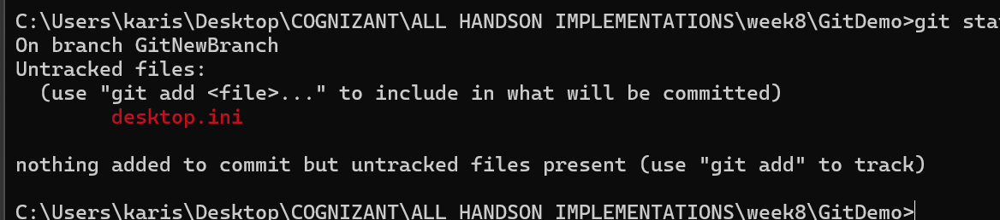 C:\Users\karis\Desktop\COGNIZANT\ALL HANDSON IMPLEMENTATIONS\week8\GitDemo>git sta
On branch GitNewBranch
Untracked files:
  (use "git add <file>..." to include in what will be committed)
        desktop.ini
nothing added to commit but untracked files present (use "git add" to track)
C:\Users\karis\Desktop\COGNIZANT\ALL HANDSON IMPLEMENTATIONS\week8\GitDemo>